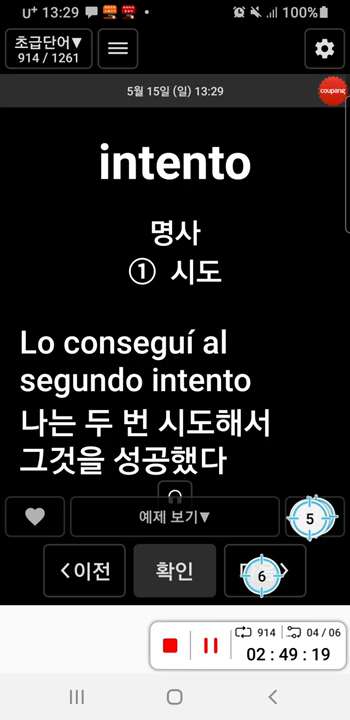 U⁺ 13:29 100%
초급단어▼
914 / 1261
5월 15일 (일) 13:29
coupang
intento
명사
① 시도
Lo conseguí al
segundo intento
나는 두 번 시도해서
그것을 성공했다
예제 보기▼
5
<이전
확인
6
914 04 / 06
02 : 49 : 19